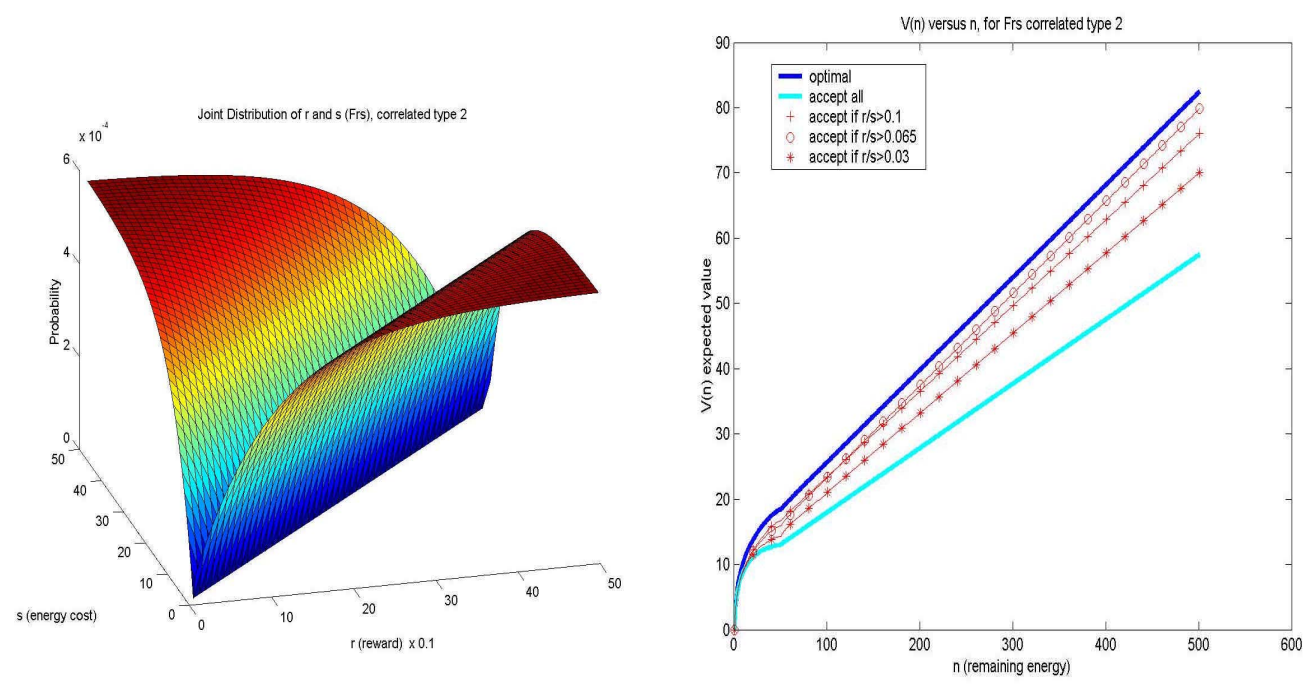 Joint Distribution of r and s (Frs), correlated type 2
x 10^-4
6
4
2
0
Probability
50
40
30
20
10
0
s (energy cost)
0
10
20
30
40
50
r (reward) x 0.1
V(n) versus n, for Frs correlated type 2
90
80
70
60
50
40
30
20
10
0
V(n) expected value
optimal
accept all
accept if r/s>0.1
accept if r/s>0.065
accept if r/s>0.03
0
100
200
300
400
500
600
n (remaining energy)